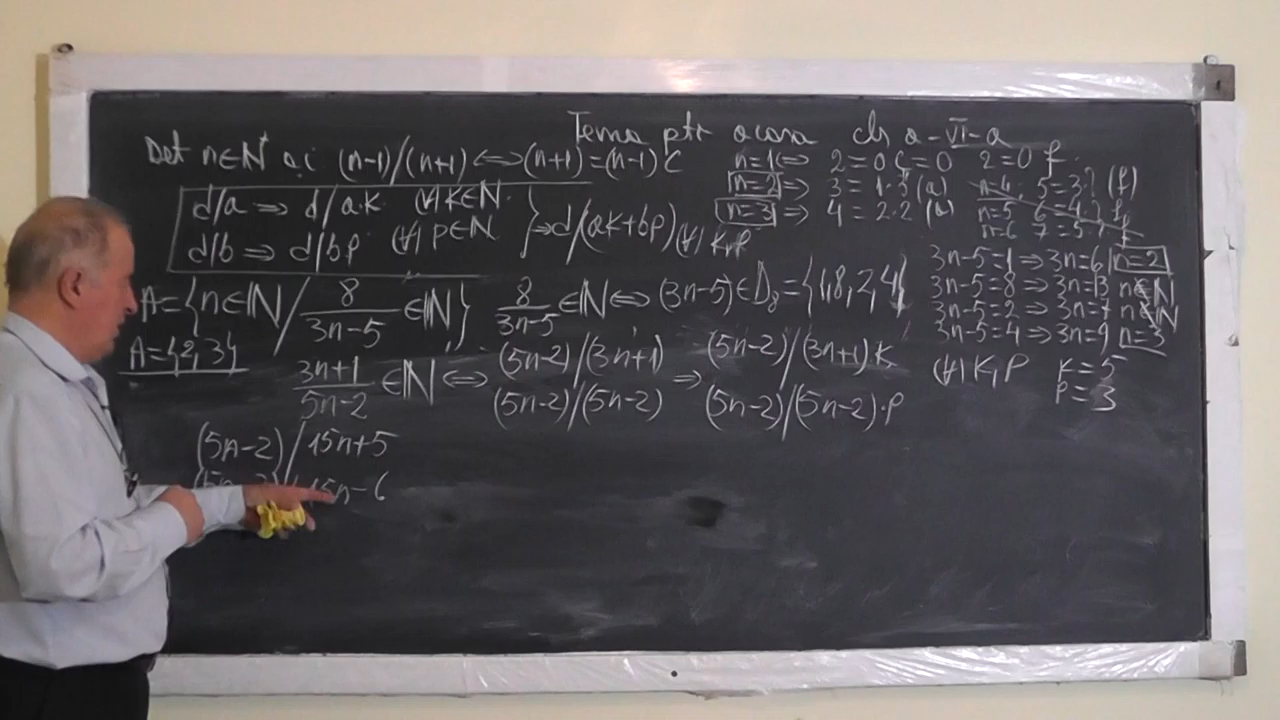 Tema ptr acasa cls a-VI-a
Det n∈ℕ* a.i (n-1)/(n+1) ⇔ (n+1)=(n-1)C
n=1 ⇒ 2=0·C=0 2=0 f.
n=2 ⇒ 3=1·3 (a)
n=3 ⇒ 4=2·2 (a)
n=4 5=3·? (f)
n=5 6=4·? f
n=6 7=5·? f
d/a ⇒ d/a·k (∀) k∈ℕ
d/b ⇒ d/bp (∀) p∈ℕ
} ⇒ d/(ak+bp) (∀) k,p
A={n∈ℕ / 8/(3n-5) ∈ℕ} 8/(3n-5) ∈ℕ ⇔ (3n-5)∈D₈={1,8,2,4}
3n-5=1 ⇒ 3n=6 n=2
3n-5=8 ⇒ 3n=13 n∉ℕ
3n-5=2 ⇒ 3n=7 n∉ℕ
3n-5=4 ⇒ 3n=9 n=3
A={2,3}
(3n+1)/(5n-2) ∈ℕ ⇔ (5n-2)/(3n+1) ⇒ (5n-2)/(3n+1)k (∀) k,p k=5
(5n-2)/(5n-2) (5n-2)/(5n-2)·p p=3
(5n-2)/15n+5
15n-6